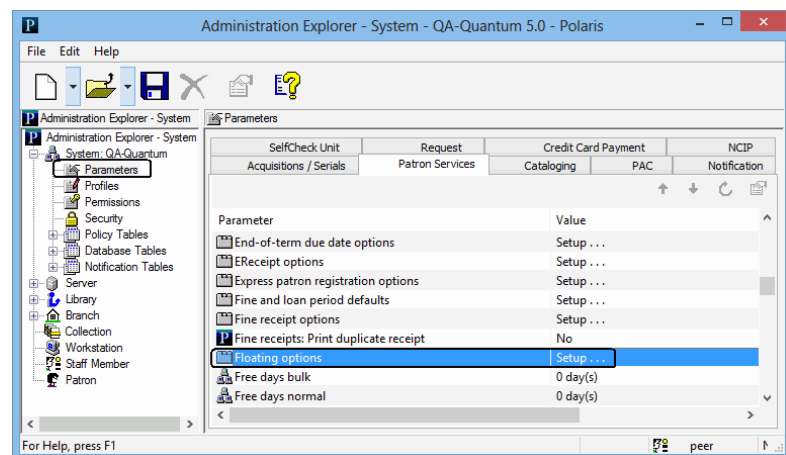 Administration Explorer - System - QA-Quantum 5.0 - Polaris
File Edit Help
Administration Explorer - System
Parameters
Administration Explorer - System
System: QA-Quantum
Parameters
Profiles
Permissions
Security
Policy Tables
Database Tables
Notification Tables
Server
Library
Branch
Collection
Workstation
Staff Member
Patron
SelfCheck Unit Request Credit Card Payment NCIP
Acquisitions / Serials Patron Services Cataloging PAC Notification
Parameter Value
End-of-term due date options Setup . . .
EReceipt options Setup . . .
Express patron registration options Setup . . .
Fine and loan period defaults Setup . . .
Fine receipt options Setup . . .
Fine receipts: Print duplicate receipt No
Floating options Setup . . .
Free days bulk 0 day(s)
Free days normal 0 day(s)
For Help, press F1 peer